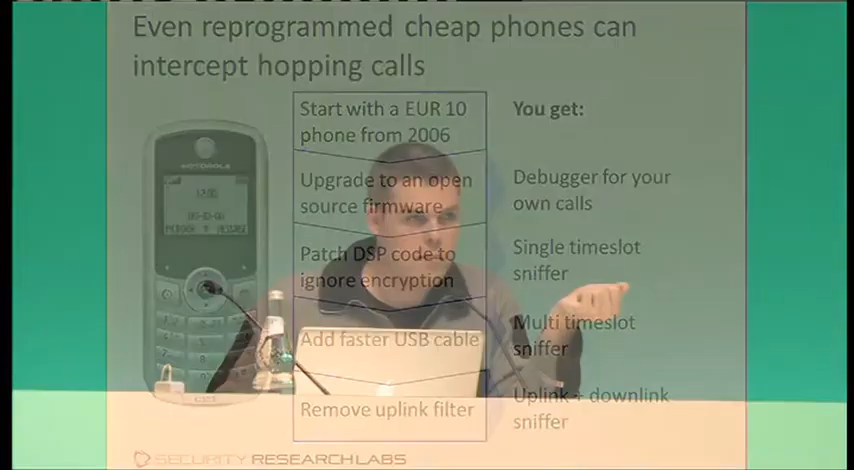 Even reprogrammed cheap phones can
intercept hopping calls
Start with a EUR 10
phone from 2006
You get:
Upgrade to an open
source firmware
Debugger for your
own calls
Patch DSP code to
ignore encryption
Single timeslot
sniffer
Add faster USB cable
Multi timeslot
sniffer
Remove uplink filter
Uplink + downlink
sniffer
MOTOROLA
SECURITY RESEARCH LABS